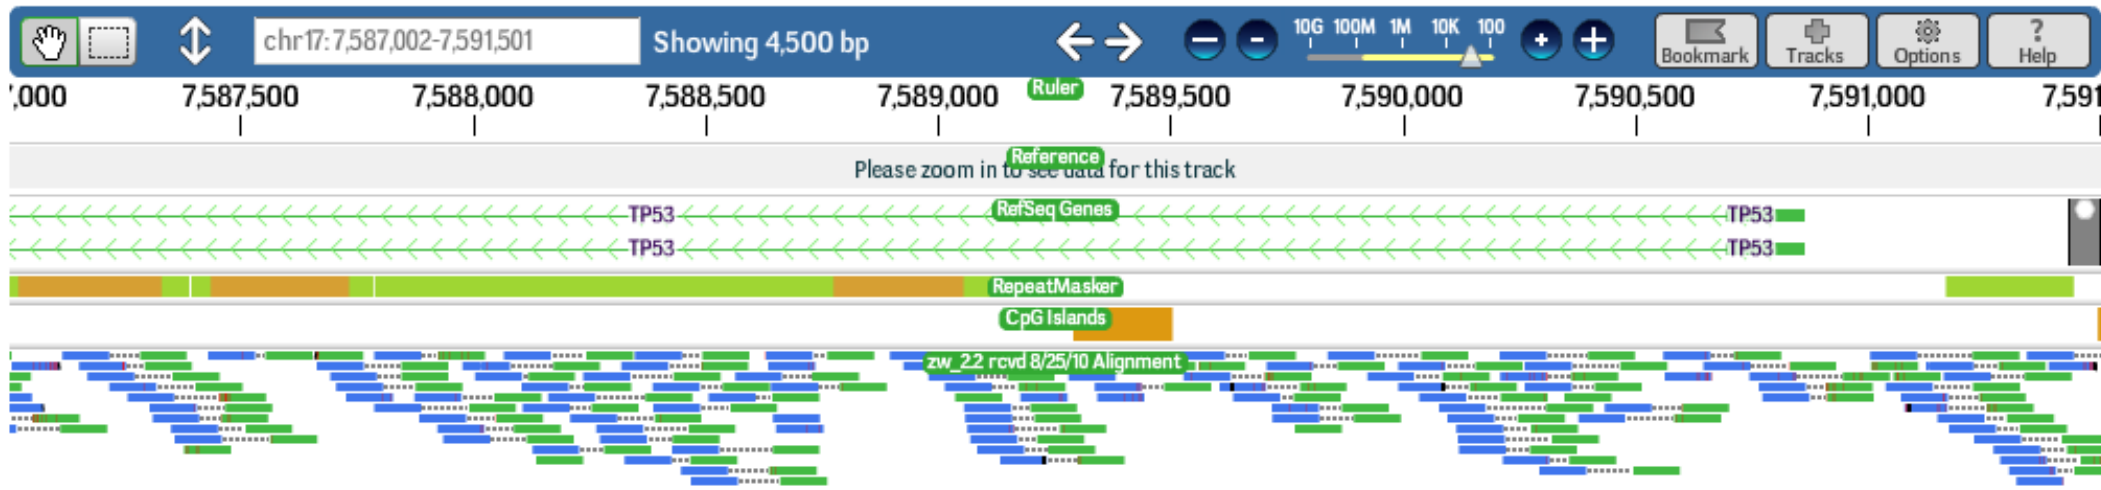 chr17:7,587,002-7,591,501 Showing 4,500 bp 10G 100M 1M 10K 100 Bookmark Tracks Options ? Help
,000 7,587,500 7,588,000 7,588,500 7,589,000 Ruler 7,589,500 7,590,000 7,590,500 7,591,000 7,591
Reference
Please zoom in to see data for this track
TP53 RefSeq Genes TP53
TP53 TP53
RepeatMasker
CpG Islands
zw_22 rcvd 8/25/10 Alignment